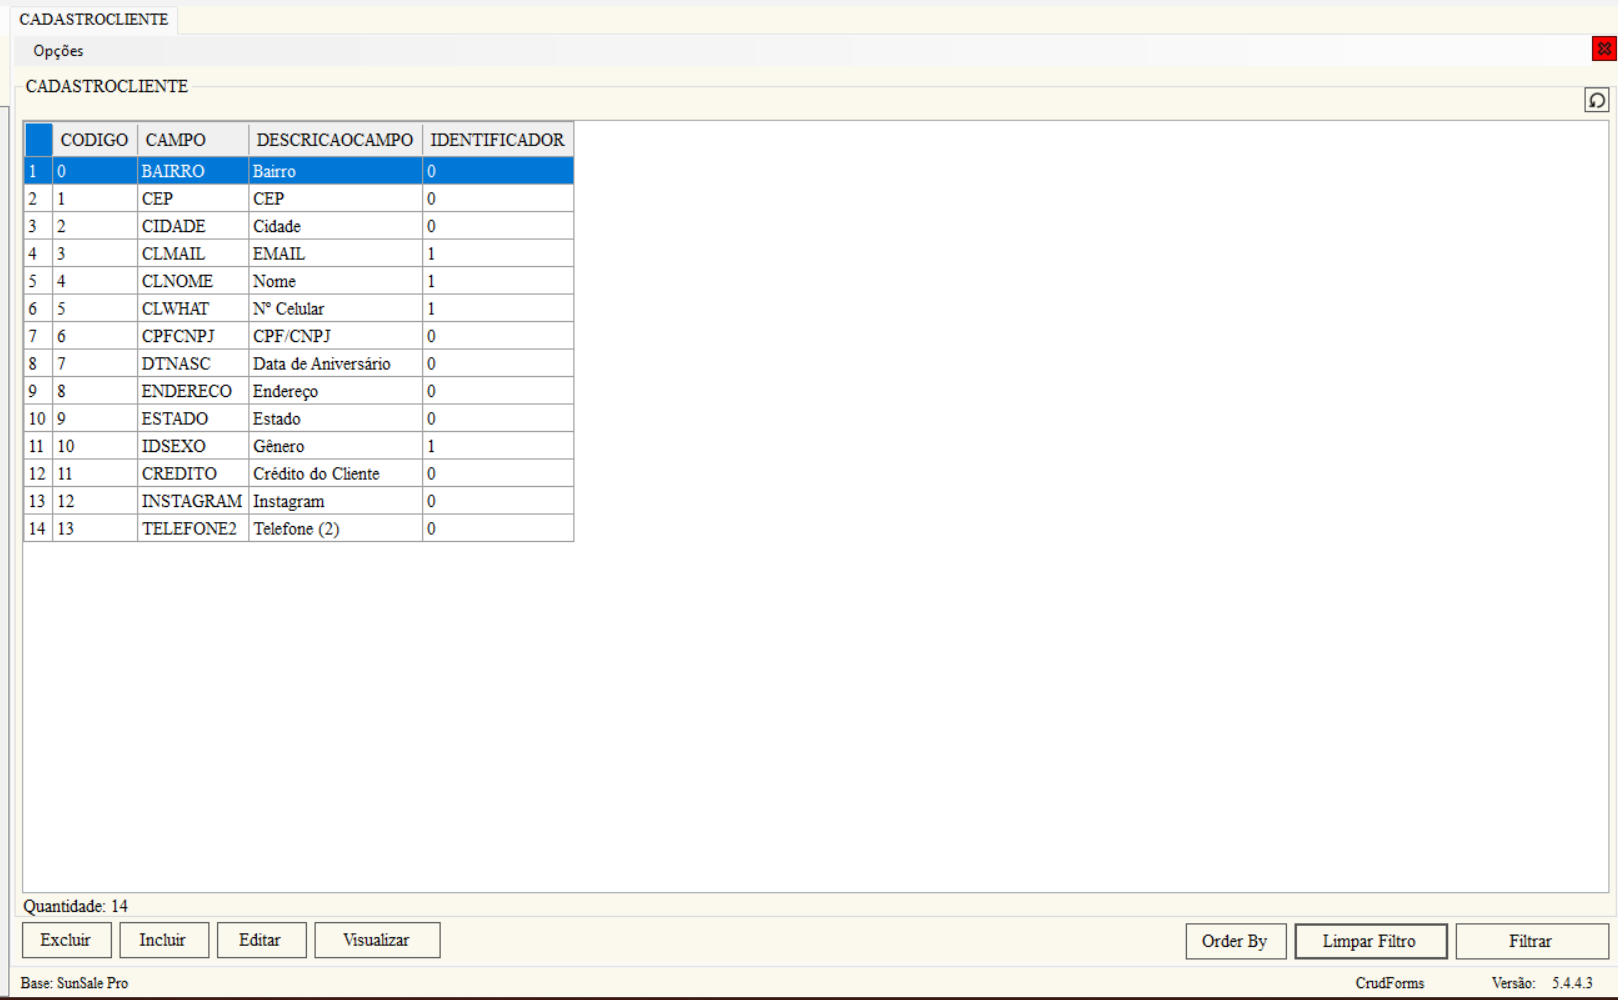 CADASTROCLIENTE
Opções
CADASTROCLIENTE
CODIGO CAMPO DESCRICAOCAMPO IDENTIFICADOR
1 0 BAIRRO Bairro 0
2 1 CEP CEP 0
3 2 CIDADE Cidade 0
4 3 CLMAIL EMAIL 1
5 4 CLNOME Nome 1
6 5 CLWHAT Nº Celular 1
7 6 CPFCNPJ CPF/CNPJ 0
8 7 DTNASC Data de Aniversário 0
9 8 ENDERECO Endereço 0
10 9 ESTADO Estado 0
11 10 IDSEXO Gênero 1
12 11 CREDITO Crédito do Cliente 0
13 12 INSTAGRAM Instagram 0
14 13 TELEFONE2 Telefone (2) 0
Quantidade: 14
Excluir Incluir Editar Visualizar Order By Limpar Filtro Filtrar
Base: SunSale Pro CrudForms Versão: 5.4.4.3